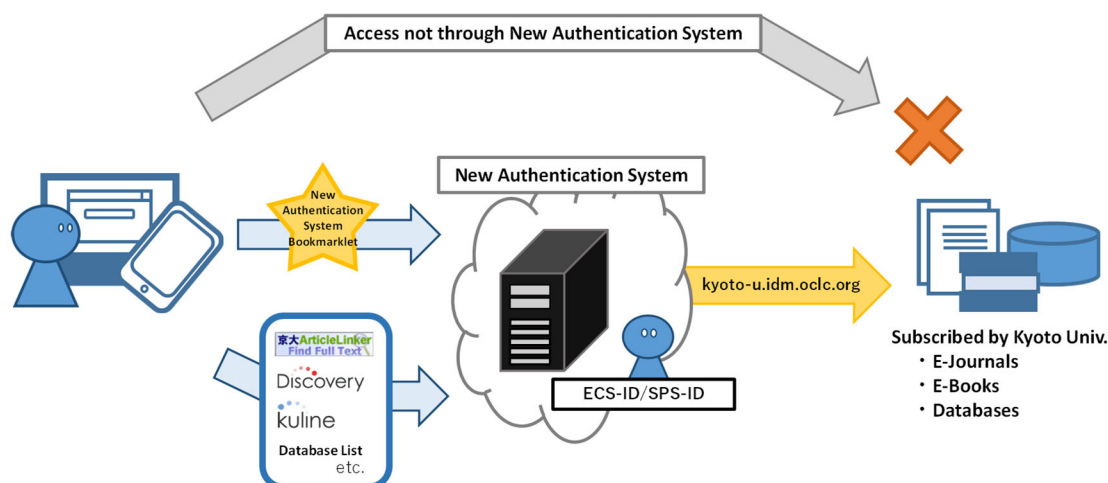 Access not through New Authentication System
New Authentication System
New
Authentication
System
Bookmarklet
kyoto-u.idm.oclc.org
京大ArticleLinker
Find Full Text
Discovery
kuline
Database List
etc.
ECS-ID/SPS-ID
Subscribed by Kyoto Univ.
・E-Journals
・E-Books
・Databases